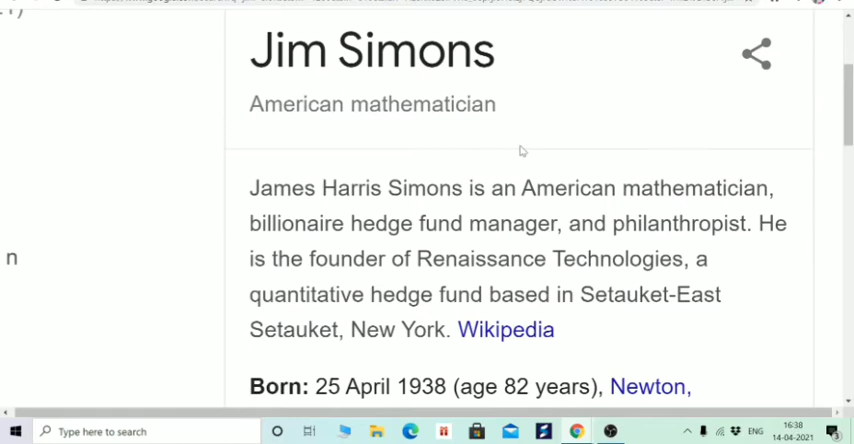 Jim Simons
American mathematician
James Harris Simons is an American mathematician,
billionaire hedge fund manager, and philanthropist. He
is the founder of Renaissance Technologies, a
n
quantitative hedge fund based in Setauket-East
Setauket, New York. Wikipedia
Born: 25 April 1938 (age 82 years), Newton,
Type here to search
ENG
16:38
14-04-2021
3